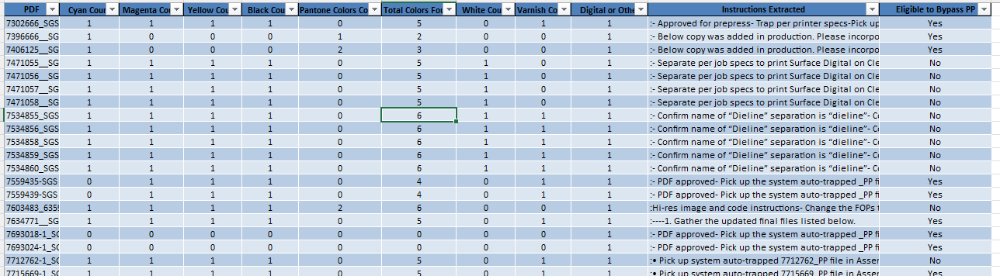 PDF Cyan Cour Magenta Cou Yellow Cou Black Cou Pantone Colors Co Total Colors Fou White Cou Varnish Co Digital or Othe Instructions Extracted Eligible to Bypass PP
7302666_SGS 1 1 1 1 0 5 0 1 1 :- Approved for prepress- Trap per printer specs-Pick up Yes
7396666__SG 1 0 0 0 1 2 0 0 1 :- Below copy was added in production. Please incorpo Yes
7406125__SG 1 0 0 0 2 3 0 0 1 :- Below copy was added in production. Please incorpo Yes
7471055__SG 1 1 1 1 0 5 1 0 1 :- Separate per job specs to print Surface Digital on Cle No
7471056__SG 1 1 1 1 0 5 1 0 1 :- Separate per job specs to print Surface Digital on Cle No
7471057__SG 1 1 1 1 0 5 1 0 1 :- Separate per job specs to print Surface Digital on Cle No
7471058__SG 1 1 1 1 0 5 1 0 1 :- Separate per job specs to print Surface Digital on Cle No
7534855_SGS 1 1 1 1 0 6 1 1 1 :- Confirm name of “Dieline” separation is “dieline”- Co No
7534856_SGS 1 1 1 1 0 6 1 1 1 :- Confirm name of “Dieline” separation is “dieline”- Co No
7534858_SGS 1 1 1 1 0 6 1 1 1 :- Confirm name of “Dieline” separation is “dieline”- Co No
7534859_SGS 1 1 1 1 0 6 1 1 1 :- Confirm name of “Dieline” separation is “dieline”- Co No
7534860_SGS 1 1 1 1 0 6 1 1 1 :- Confirm name of “Dieline” separation is “dieline”- Co No
7559435-SGS 0 1 1 1 0 4 0 1 1 :- PDF approved- Pick up the system auto-trapped _PP fi Yes
7559439-SGS 0 1 1 1 0 4 0 1 1 :- PDF approved- Pick up the system auto-trapped _PP fi Yes
7603483_6359 1 1 1 1 2 6 0 0 1 :Hi-res image and code instructions- Change the FOPs t No
7634771__SG 1 1 1 1 0 5 0 1 1 :----1. Gather the updated final files listed below. Yes
7693018-1_SG 0 0 0 0 0 0 0 0 1 :- PDF approved- Pick up the system auto-trapped _PP fi Yes
7693024-1_SG 0 0 0 0 0 0 0 0 1 :- PDF approved- Pick up the system auto-trapped _PP fi Yes
7712762-1_SG 1 1 1 1 0 5 0 1 1 :• Pick up system auto-trapped 7712762_PP file in Asser No
7715669-1_SG 1 1 1 1 0 5 0 1 1 :• Pick up system auto-trapped 7715669_PP file in Asser Yes